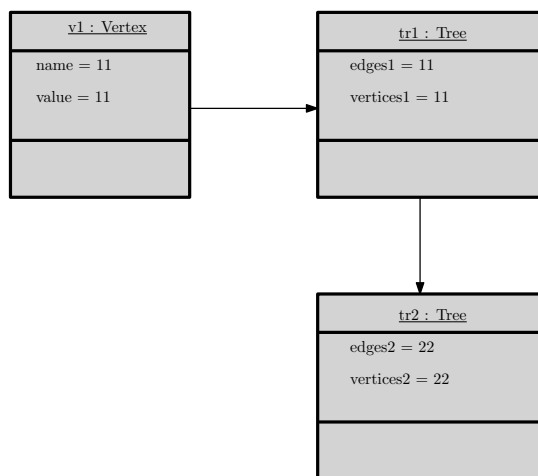 v1 : Vertex
name = 11
value = 11
tr1 : Tree
edges1 = 11
vertices1 = 11
tr2 : Tree
edges2 = 22
vertices2 = 22